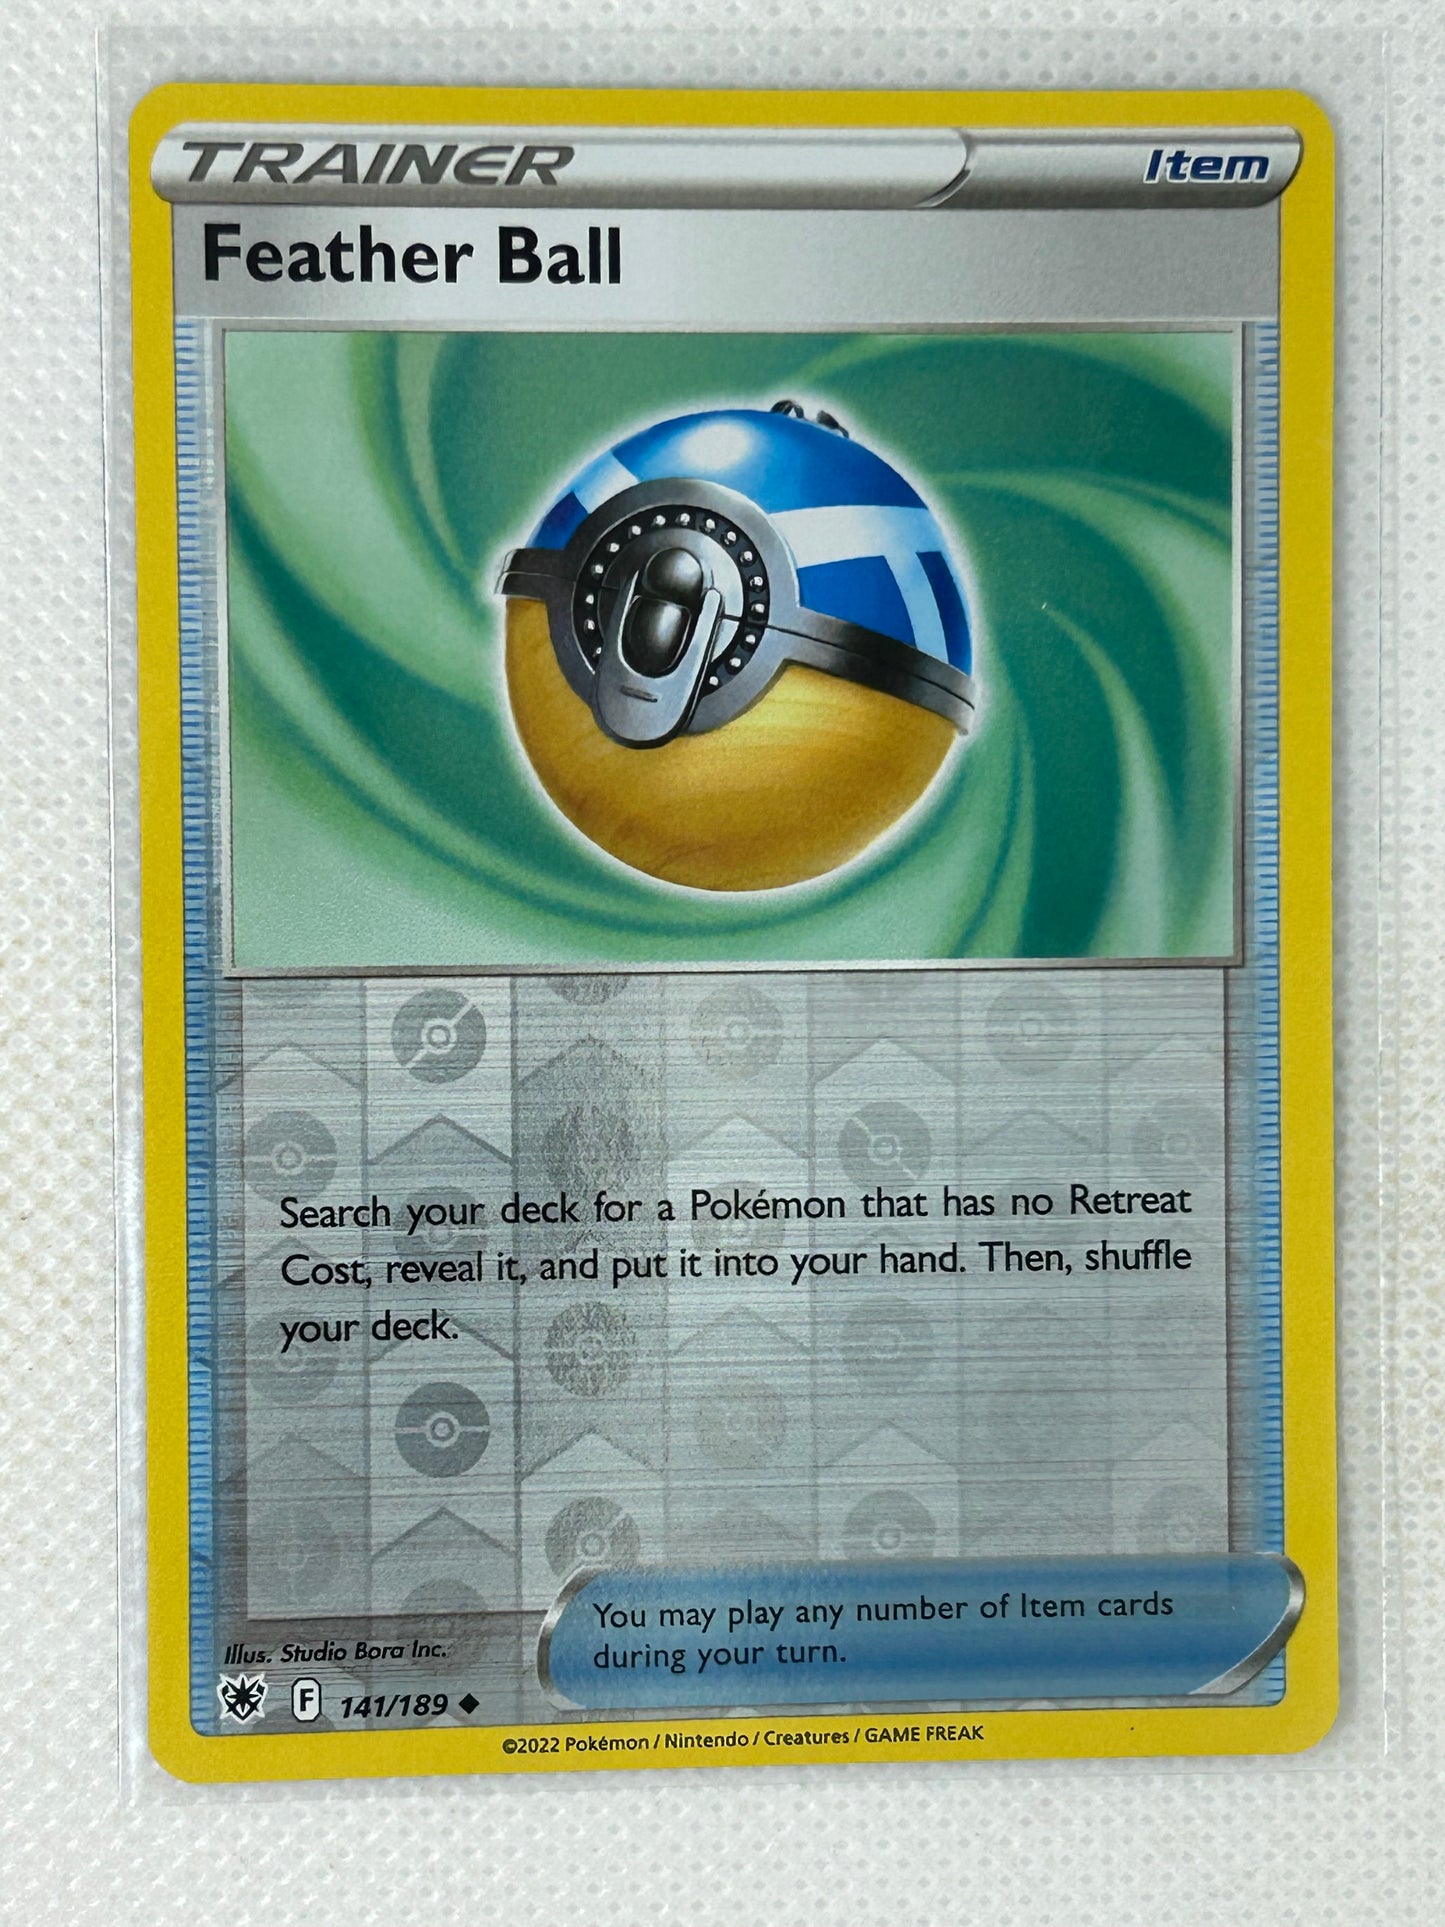 TRAINER
Item
Feather Ball
Search your deck for a Pokémon that has no Retreat
Cost, reveal it, and put it into your hand. Then, shuffle
your deck.
You may play any number of Item cards
during your turn.
Illus. Studio Bora Inc.
F 141/189
©2022 Pokémon / Nintendo / Creatures / GAME FREAK